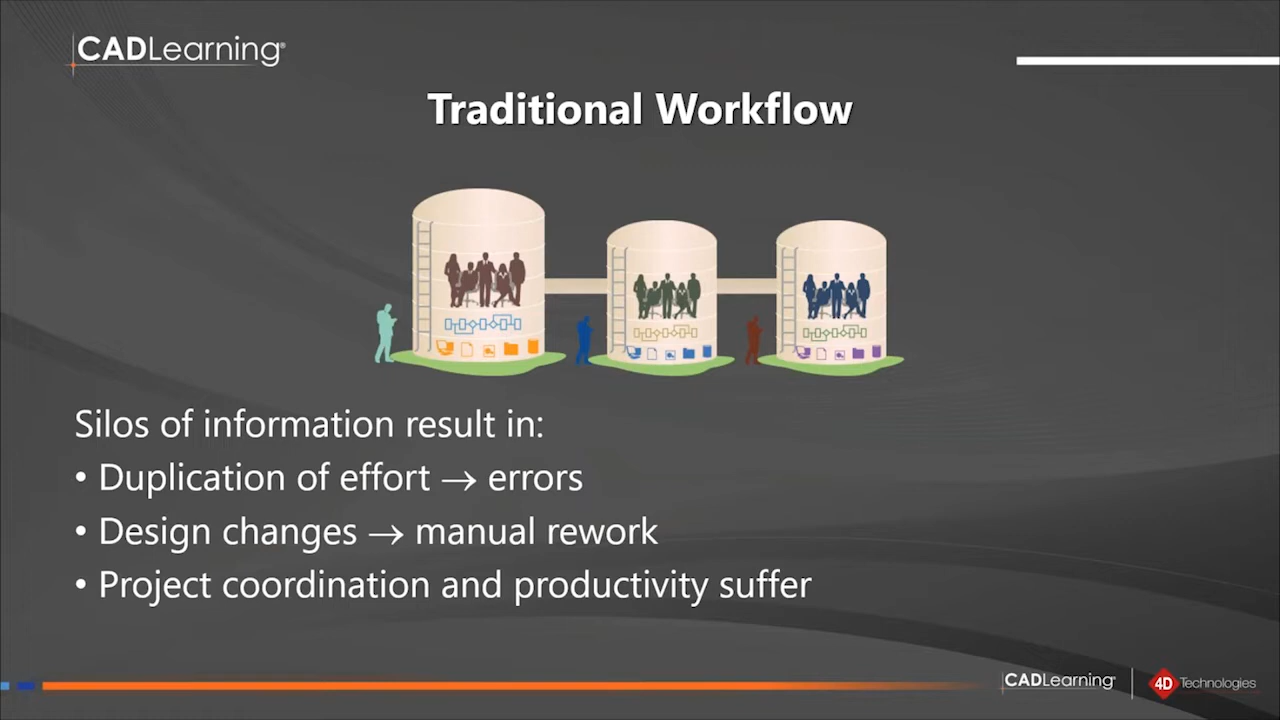 CADLearning®
Traditional Workflow
Silos of information result in:
• Duplication of effort → errors
• Design changes → manual rework
• Project coordination and productivity suffer
CADLearning®
4D Technologies